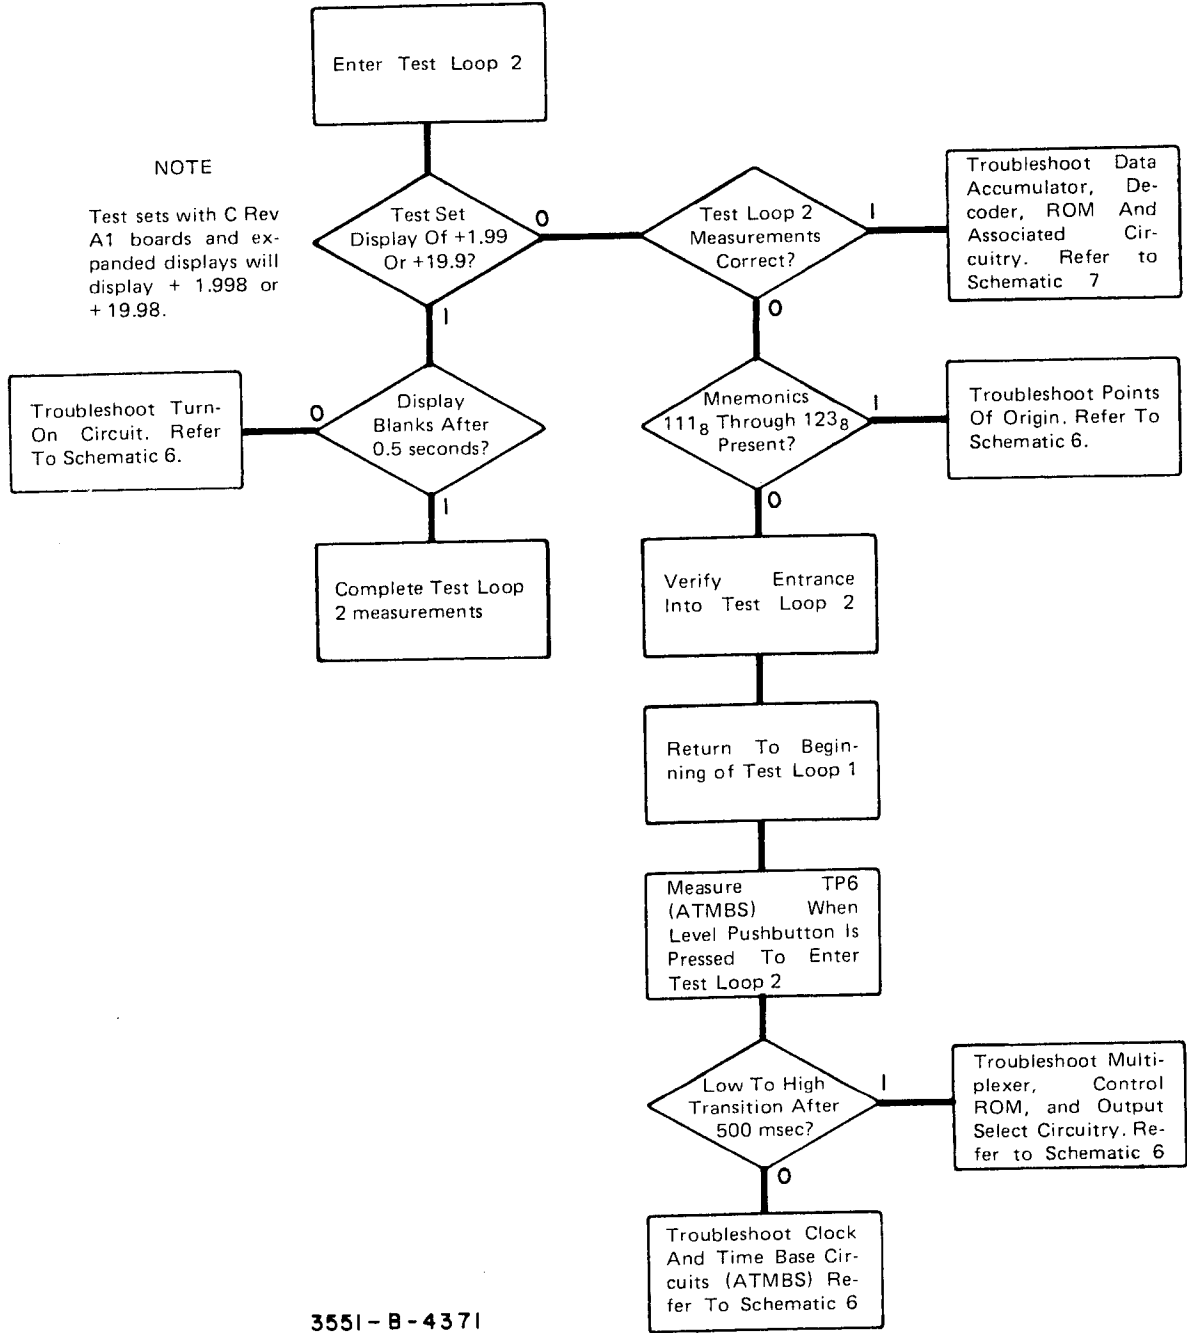 Enter Test Loop 2
NOTE
Test sets with C Rev
A1 boards and ex-
panded displays will
display + 1.998 or
+ 19.98.
Test Set
Display Of +1.99
Or +19.9?
0
1
Test Loop 2
Measurements
Correct?
1
0
Troubleshoot Data
Accumulator, De-
coder, ROM And
Associated Cir-
cuitry. Refer to
Schematic 7
Troubleshoot Turn-
On Circuit. Refer
To Schematic 6.
0
Display
Blanks After
0.5 seconds?
1
Mnemonics
111₈ Through 123₈
Present?
1
0
Troubleshoot Points
Of Origin. Refer To
Schematic 6.
Complete Test Loop
2 measurements
Verify Entrance
Into Test Loop 2
Return To Begin-
ning of Test Loop 1
Measure TP6
(ATMBS) When
Level Pushbutton Is
Pressed To Enter
Test Loop 2
Low To High
Transition After
500 msec?
1
0
Troubleshoot Multi-
plexer, Control
ROM, and Output
Select Circuitry. Re-
fer to Schematic 6
Troubleshoot Clock
And Time Base Cir-
cuits (ATMBS) Re-
fer To Schematic 6
3551-B-4371